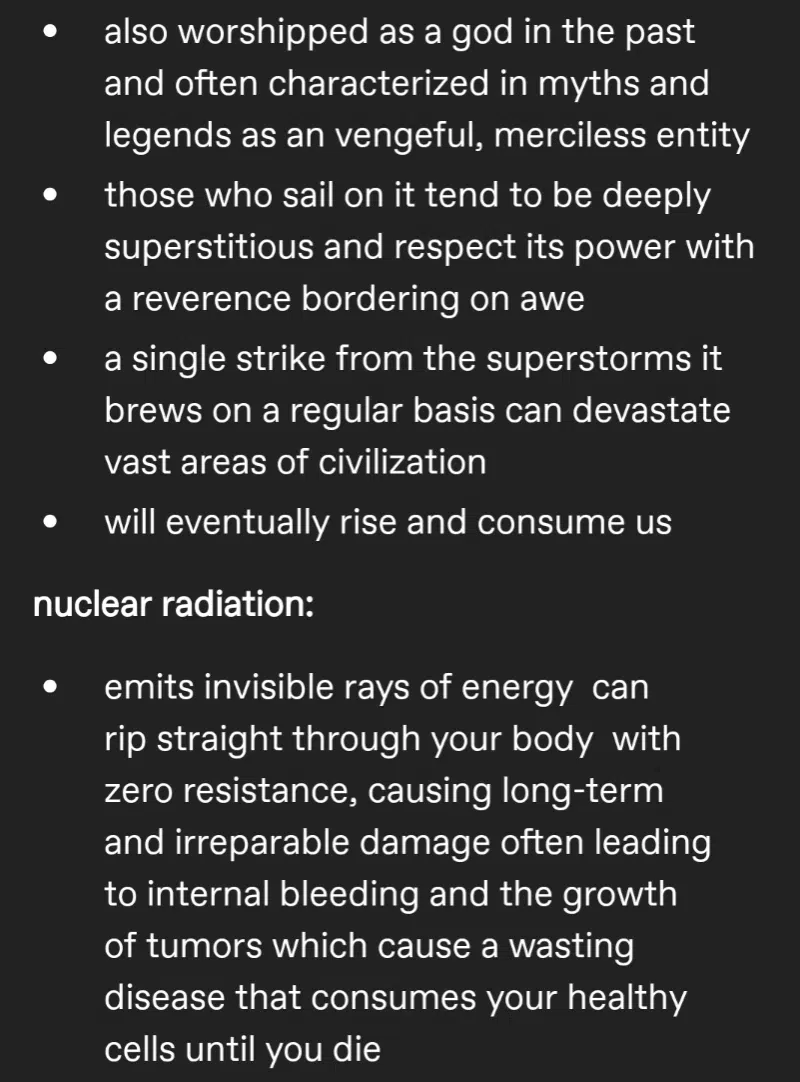 • also worshipped as a god in the past
and often characterized in myths and
legends as an vengeful, merciless entity
• those who sail on it tend to be deeply
superstitious and respect its power with
a reverence bordering on awe
• a single strike from the superstorms it
brews on a regular basis can devastate
vast areas of civilization
• will eventually rise and consume us
nuclear radiation:
• emits invisible rays of energy  can
rip straight through your body  with
zero resistance, causing long-term
and irreparable damage often leading
to internal bleeding and the growth
of tumors which cause a wasting
disease that consumes your healthy
cells until you die